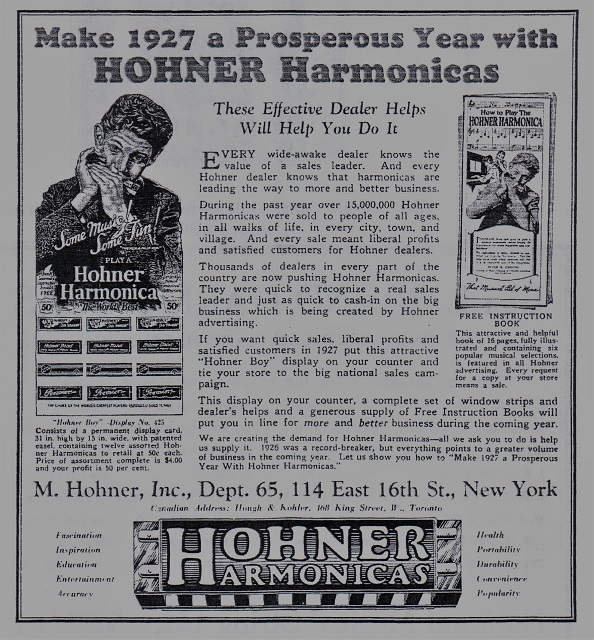 Make 1927 a Prosperous Year with
HOHNER Harmonicas
These Effective Dealer Helps
Will Help You Do It
EVERY wide-awake dealer knows the
value of a sales leader. And every
Hohner dealer knows that harmonicas are
leading the way to more and better business.
During the past year over 15,000,000 Hohner
Harmonicas were sold to people of all ages,
in all walks of life, in every city, town, and
village. And every sale meant liberal profits
and satisfied customers for Hohner dealers.
Thousands of dealers in every part of the
country are now pushing Hohner Harmonicas.
They were quick to recognize a real sales
leader and just as quick to cash-in on the big
business which is being created by Hohner
advertising.
If you want quick sales, liberal profits and
satisfied customers in 1927 put this attractive
"Hohner Boy" display on your counter and
tie your store to the big national sales cam-
paign.
This display on your counter, a complete set of window strips and
dealer's helps and a generous supply of Free Instruction Books will
put you in line for more and better business during the coming year.
We are creating the demand for Hohner Harmonicas—all we ask you to do is help
us supply it. 1926 was a record-breaker, but everything points to a greater volume
of business in the coming year. Let us show you how to "Make 1927 a Prosperous
Year With Hohner Harmonicas."
Some Music
Some Fun!
PLAY A
Hohner
Harmonica
FREE
50¢ The World's Best 50¢
"Hohner Boy" Display No. 425
Consists of a permanent display card,
31 in. high by 15 in. wide, with patented
easel, containing twelve assorted Hoh-
ner Harmonicas to retail at 50c each.
Price of assortment complete is $4.00
and your profit is 50 per cent.
How to Play The
HOHNER HARMONICA
That Musical Pal of Mine
FREE INSTRUCTION
BOOK
This attractive and helpful
book of 16 pages, fully illus-
trated and containing six
popular musical selections,
is featured in all Hohner
advertising. Every request
for a copy at your store
means a sale.
M. Hohner, Inc., Dept. 65, 114 East 16th St., New York
Canadian Address: Hough & Kohler, 468 King Street, W., Toronto
Fascination
Inspiration
Education
Entertainment
Accuracy
HOHNER
HARMONICAS
Health
Portability
Durability
Convenience
Popularity